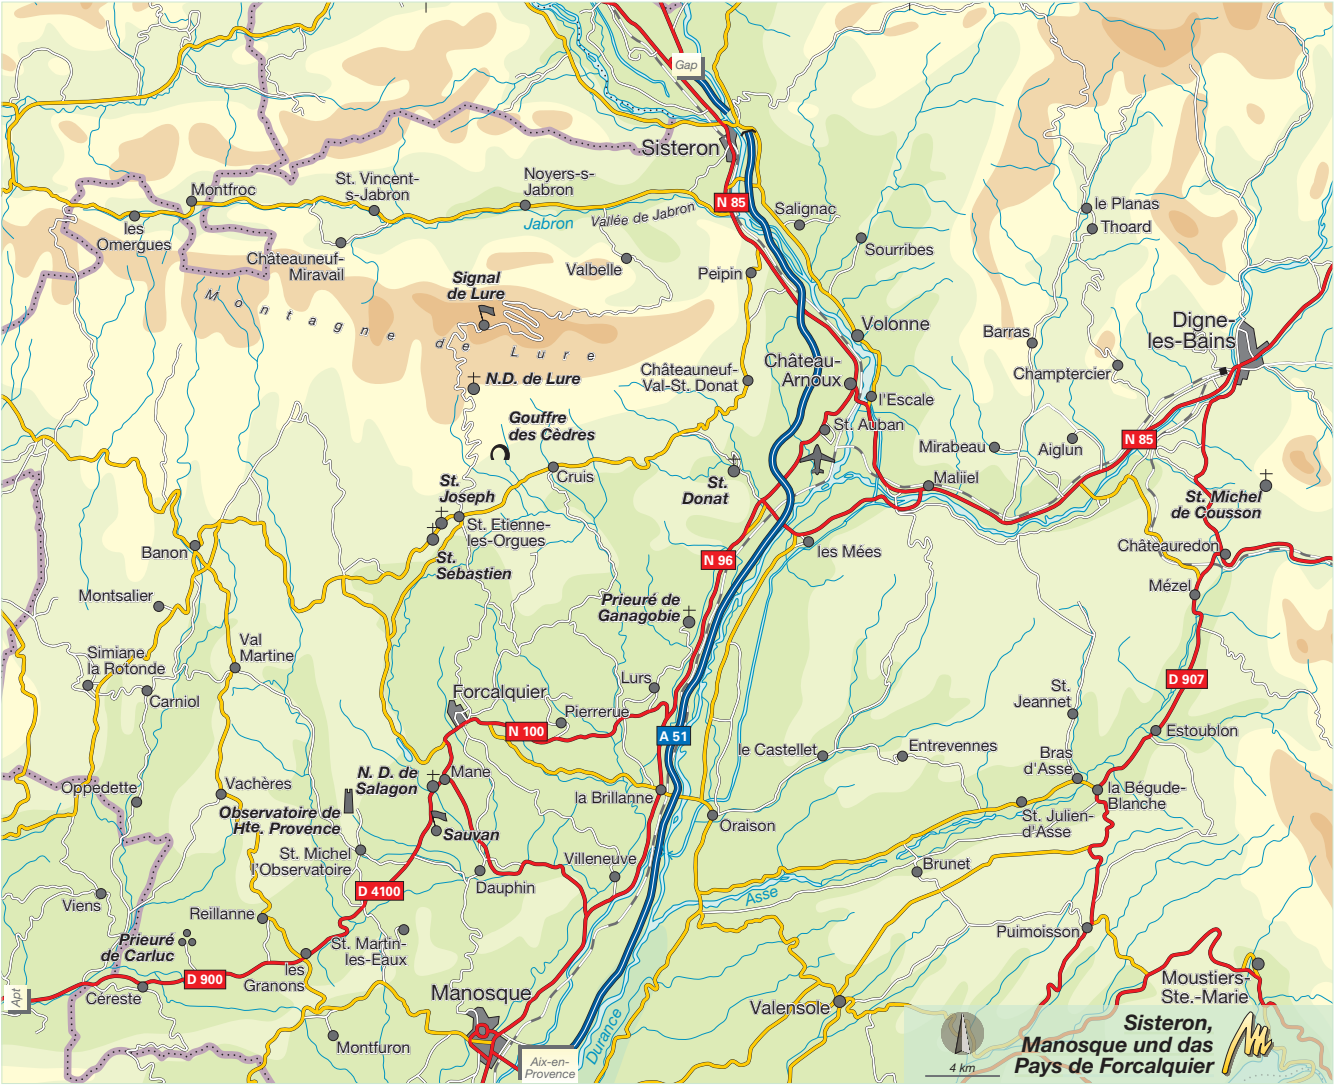 Gap
Sisteron
N 85
Montfroc
St. Vincent-
s-Jabron
Noyers-s-
Jabron
les
Omergues
Jabron
Vallée de Jabron
Salignac
le Planas
Thoard
Châteauneuf-
Miravail
Valbelle
Peipin
Sourribes
Signal
de Lure
Montagne de Lure
Volonne
Barras
Digne-
les-Bains
Château-
Arnoux
Châteauneuf-
Val-St. Donat
Champtercier
N.D. de Lure
l'Escale
Gouffre
des Cèdres
St. Auban
Mirabeau
Aiglun
N 85
Cruis
St.
Donat
Maliiel
St. Michel
de Cousson
St.
Joseph
St. Etienne-
les-Orgues
Banon
les Mées
Châteauredon
St.
Sebastien
N 96
Mézel
Montsalier
Prieuré de
Ganagobie
Simiane
la Rotonde
Val
Martine
Carniol
Lurs
D 907
Forcalquier
Pierrerue
St.
Jeannet
N 100
A 51
Estoublon
le Castellet
Entrevennes
Bras
d'Asse
Oppedette
Vachères
N. D. de
Salagon
Mane
la Brillanne
la Bégude-
Blanche
Observatoire de
Hte. Provence
Sauvan
Oraison
St. Julien-
d'Asse
St. Michel
l'Observatoire
Villeneuve
Brunet
Dauphin
D 4100
Asse
Viens
Reillanne
Prieuré
de Carluc
St. Martin-
les-Eaux
Puimoisson
D 900
les
Granons
Apt
Céreste
Manosque
Moustiers-
Ste.-Marie
Valensole
Montfuron
Durance
Aix-en-
Provence
4 km
Sisteron,
Manosque und das
Pays de Forcalquier